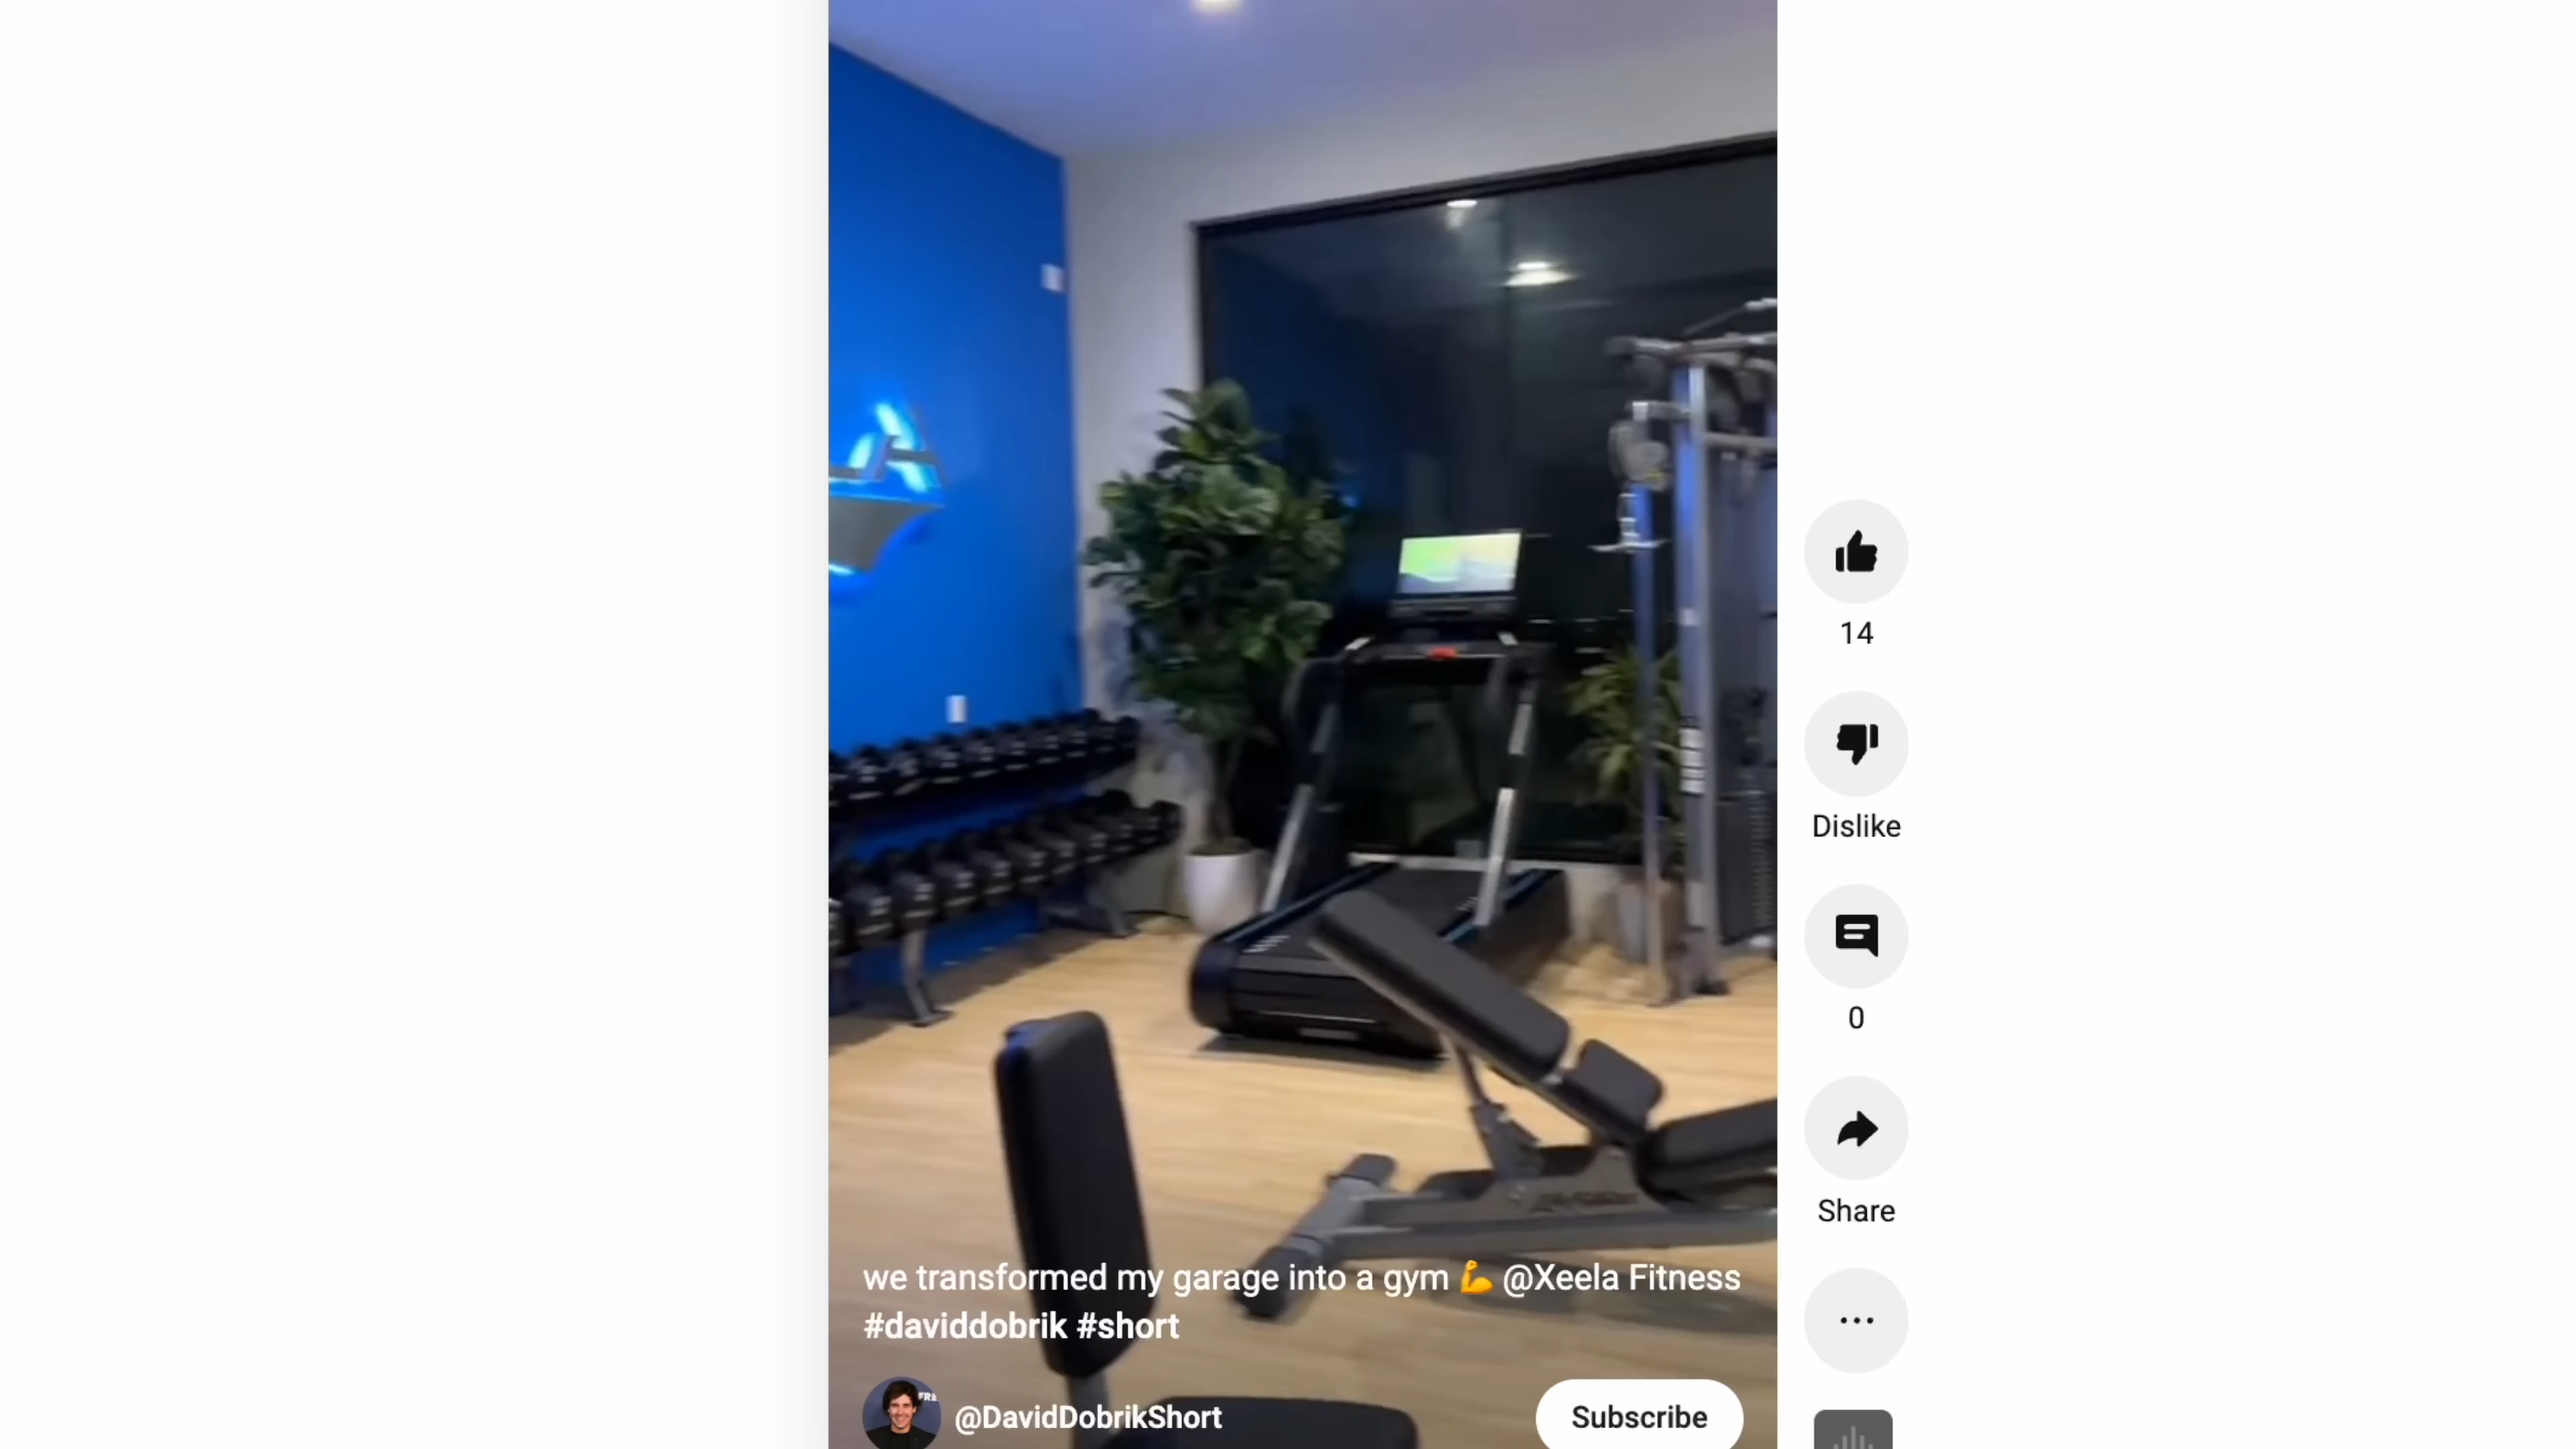 14
Dislike
0
Share
we transformed my garage into a gym 💪 @Xeela Fitness
#daviddobrik #short
@DavidDobrikShort
Subscribe